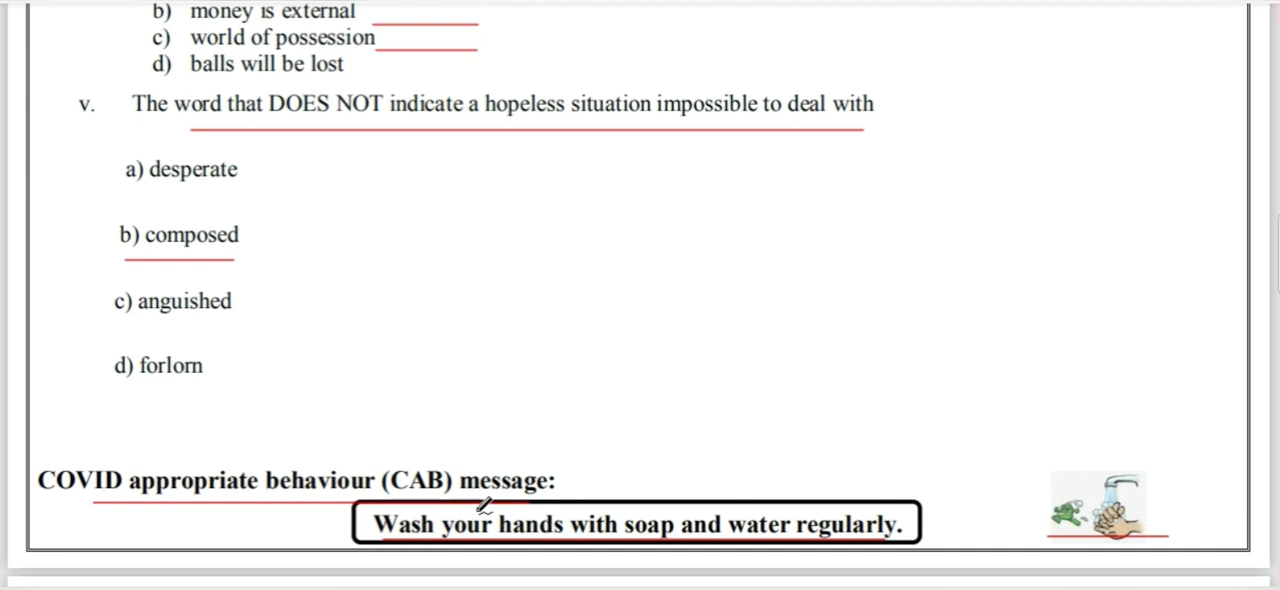 b) money is external
c) world of possession
d) balls will be lost
v. The word that DOES NOT indicate a hopeless situation impossible to deal with
a) desperate
b) composed
c) anguished
d) forlorn
COVID appropriate behaviour (CAB) message:
Wash your hands with soap and water regularly.